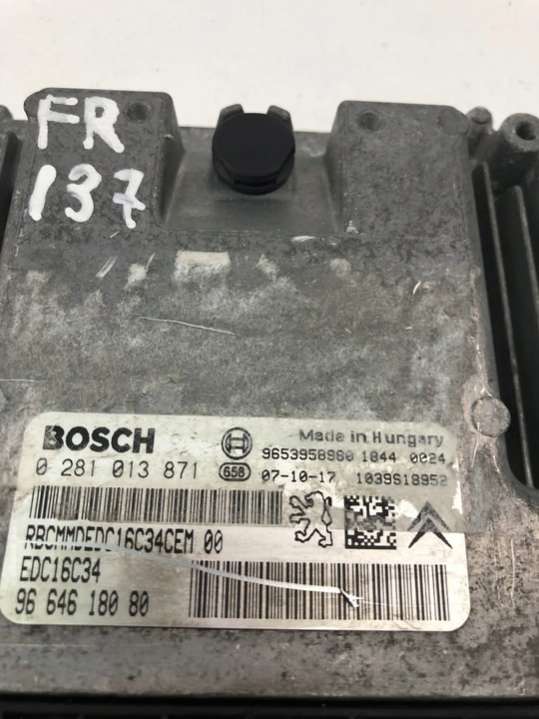 FR
137
BOSCH
Made in Hungary
9653958980 1844 0024
0 281 013 871
658
07-10-17 1039S18952
RBCMMDEDC16C34CEM 00
EDC16C34
96 646 180 80